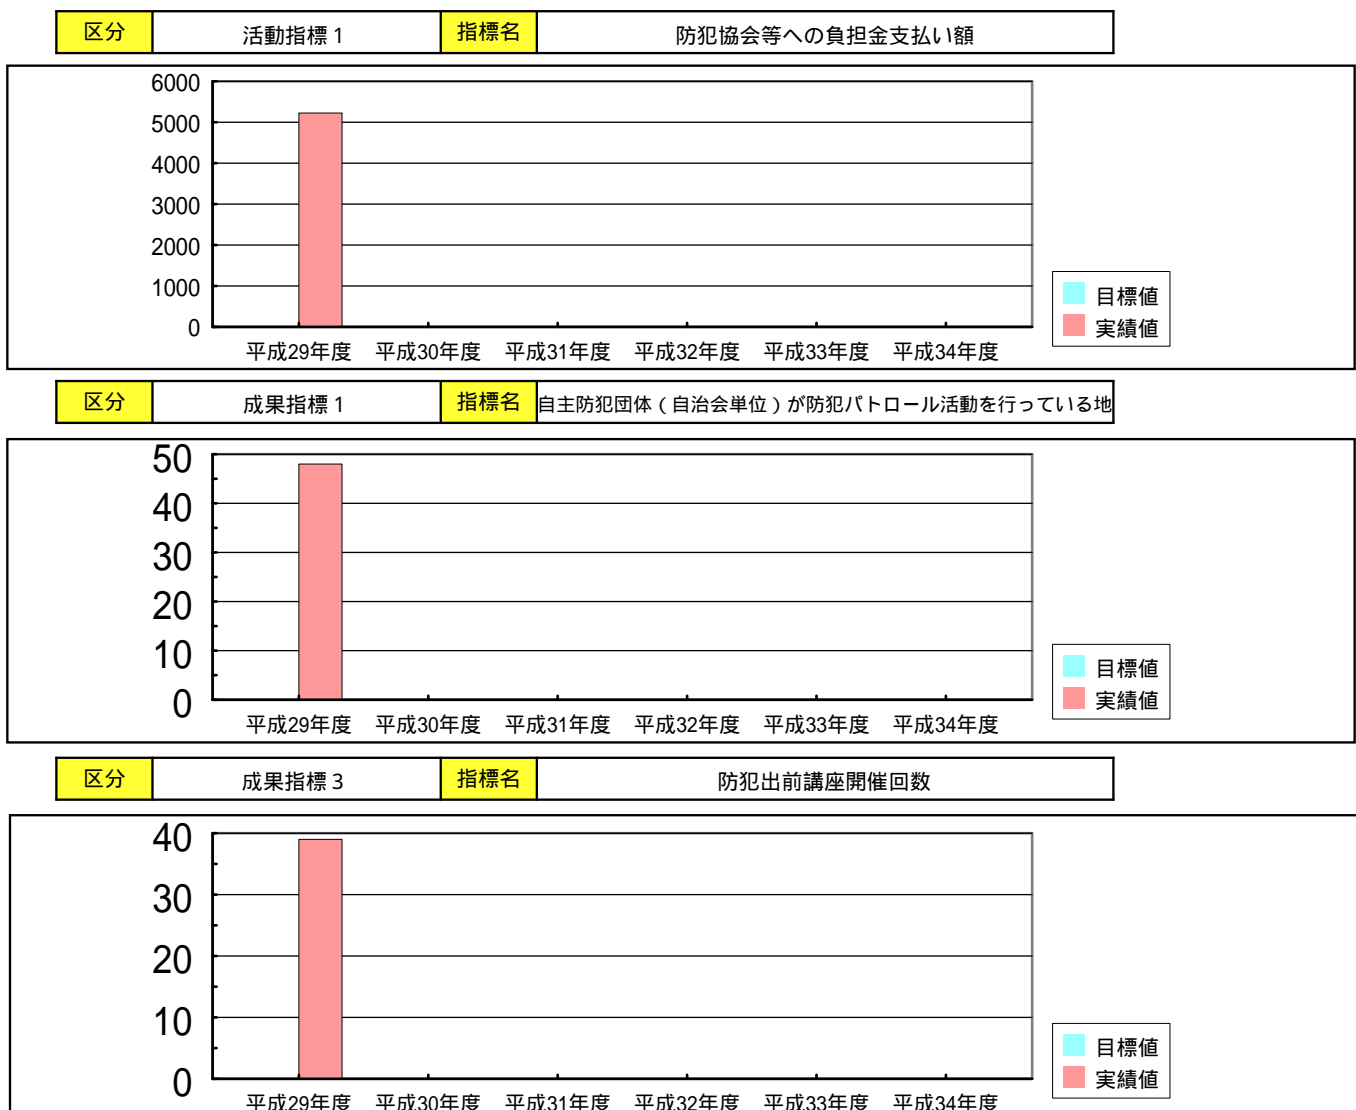 区分 活動指標1 指標名 防犯協会等への負担金支払い額
6000
5000
4000
3000
2000
1000
0
平成29年度 平成30年度 平成31年度 平成32年度 平成33年度 平成34年度
目標値
実績値
区分 成果指標1 指標名 自主防犯団体（自治会単位）が防犯パトロール活動を行っている地
50
40
30
20
10
0
平成29年度 平成30年度 平成31年度 平成32年度 平成33年度 平成34年度
目標値
実績値
区分 成果指標3 指標名 防犯出前講座開催回数
40
30
20
10
0
平成29年度 平成30年度 平成31年度 平成32年度 平成33年度 平成34年度
目標値
実績値